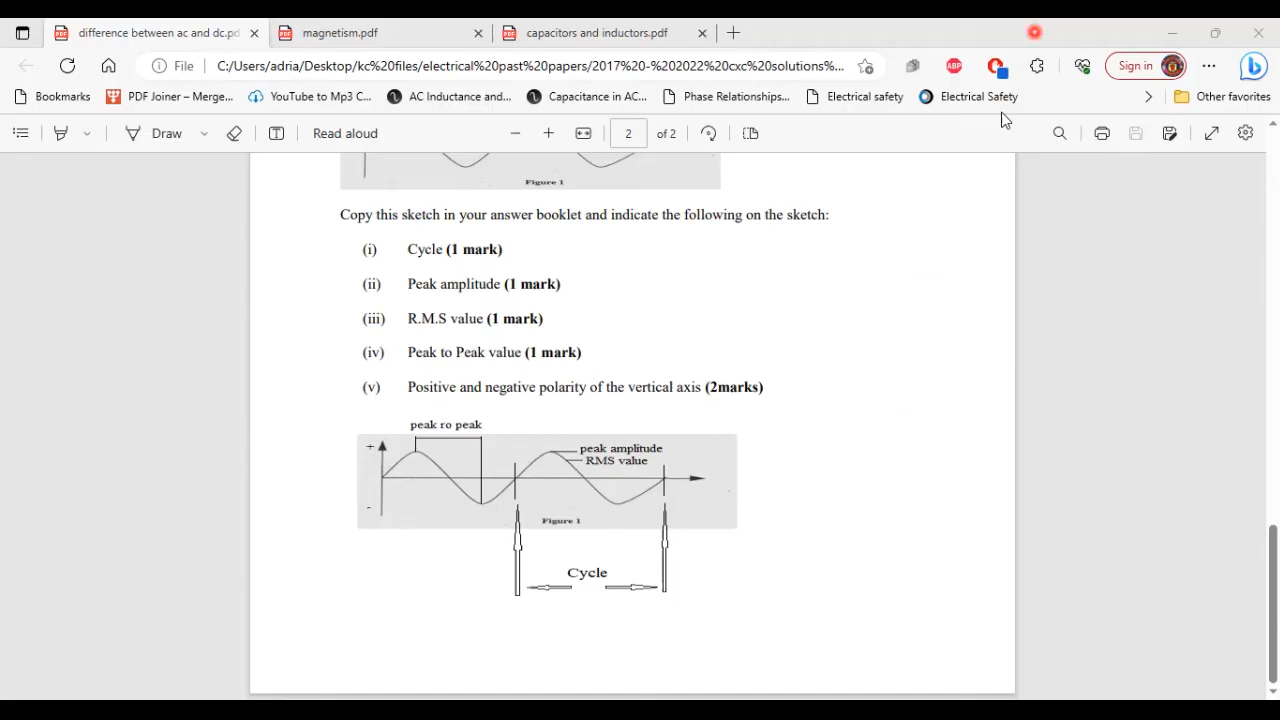 difference between ac and dc.pd
magnetism.pdf
capacitors and inductors.pdf
File
C:/Users/adria/Desktop/kc%20files/electrical%20past%20papers/2017%20-%202022%20cxc%20solutions%...
ABP
Sign in
Bookmarks
PDF Joiner – Merge...
YouTube to Mp3 C...
AC Inductance and...
Capacitance in AC...
Phase Relationships...
Electrical safety
Electrical Safety
Other favorites
Draw
Read aloud
2
of 2
Figure 1
Copy this sketch in your answer booklet and indicate the following on the sketch:
(i) Cycle (1 mark)
(ii) Peak amplitude (1 mark)
(iii) R.M.S value (1 mark)
(iv) Peak to Peak value (1 mark)
(v) Positive and negative polarity of the vertical axis (2marks)
peak ro peak
+
peak amplitude
RMS value
-
Figure 1
Cycle